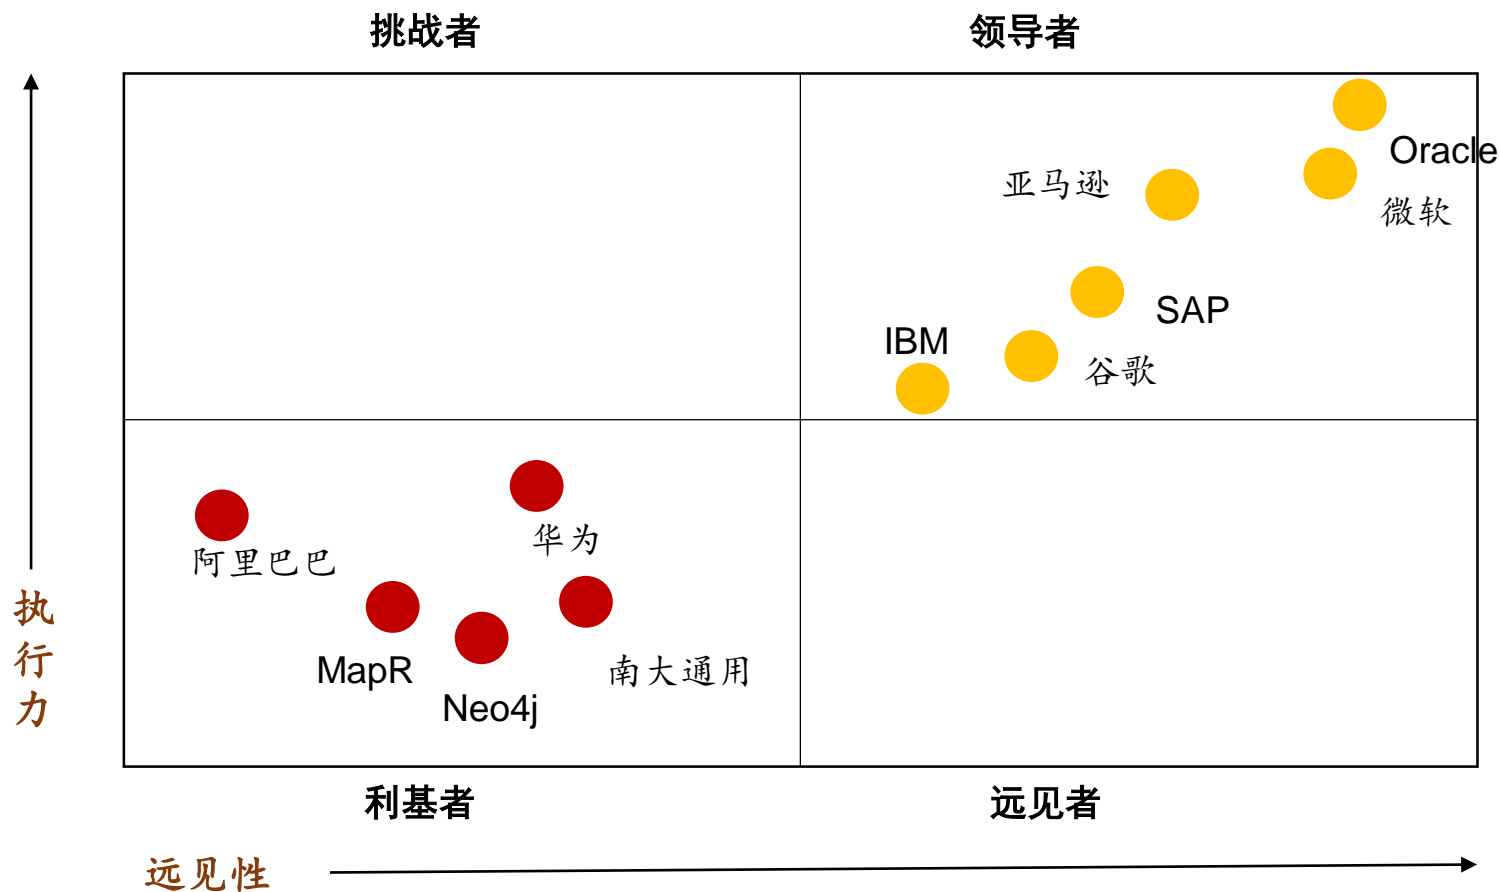 挑战者
领导者
Oracle
亚马逊
微软
SAP
IBM
谷歌
华为
阿里巴巴
执行力
MapR
南大通用
Neo4j
利基者
远见者
远见性